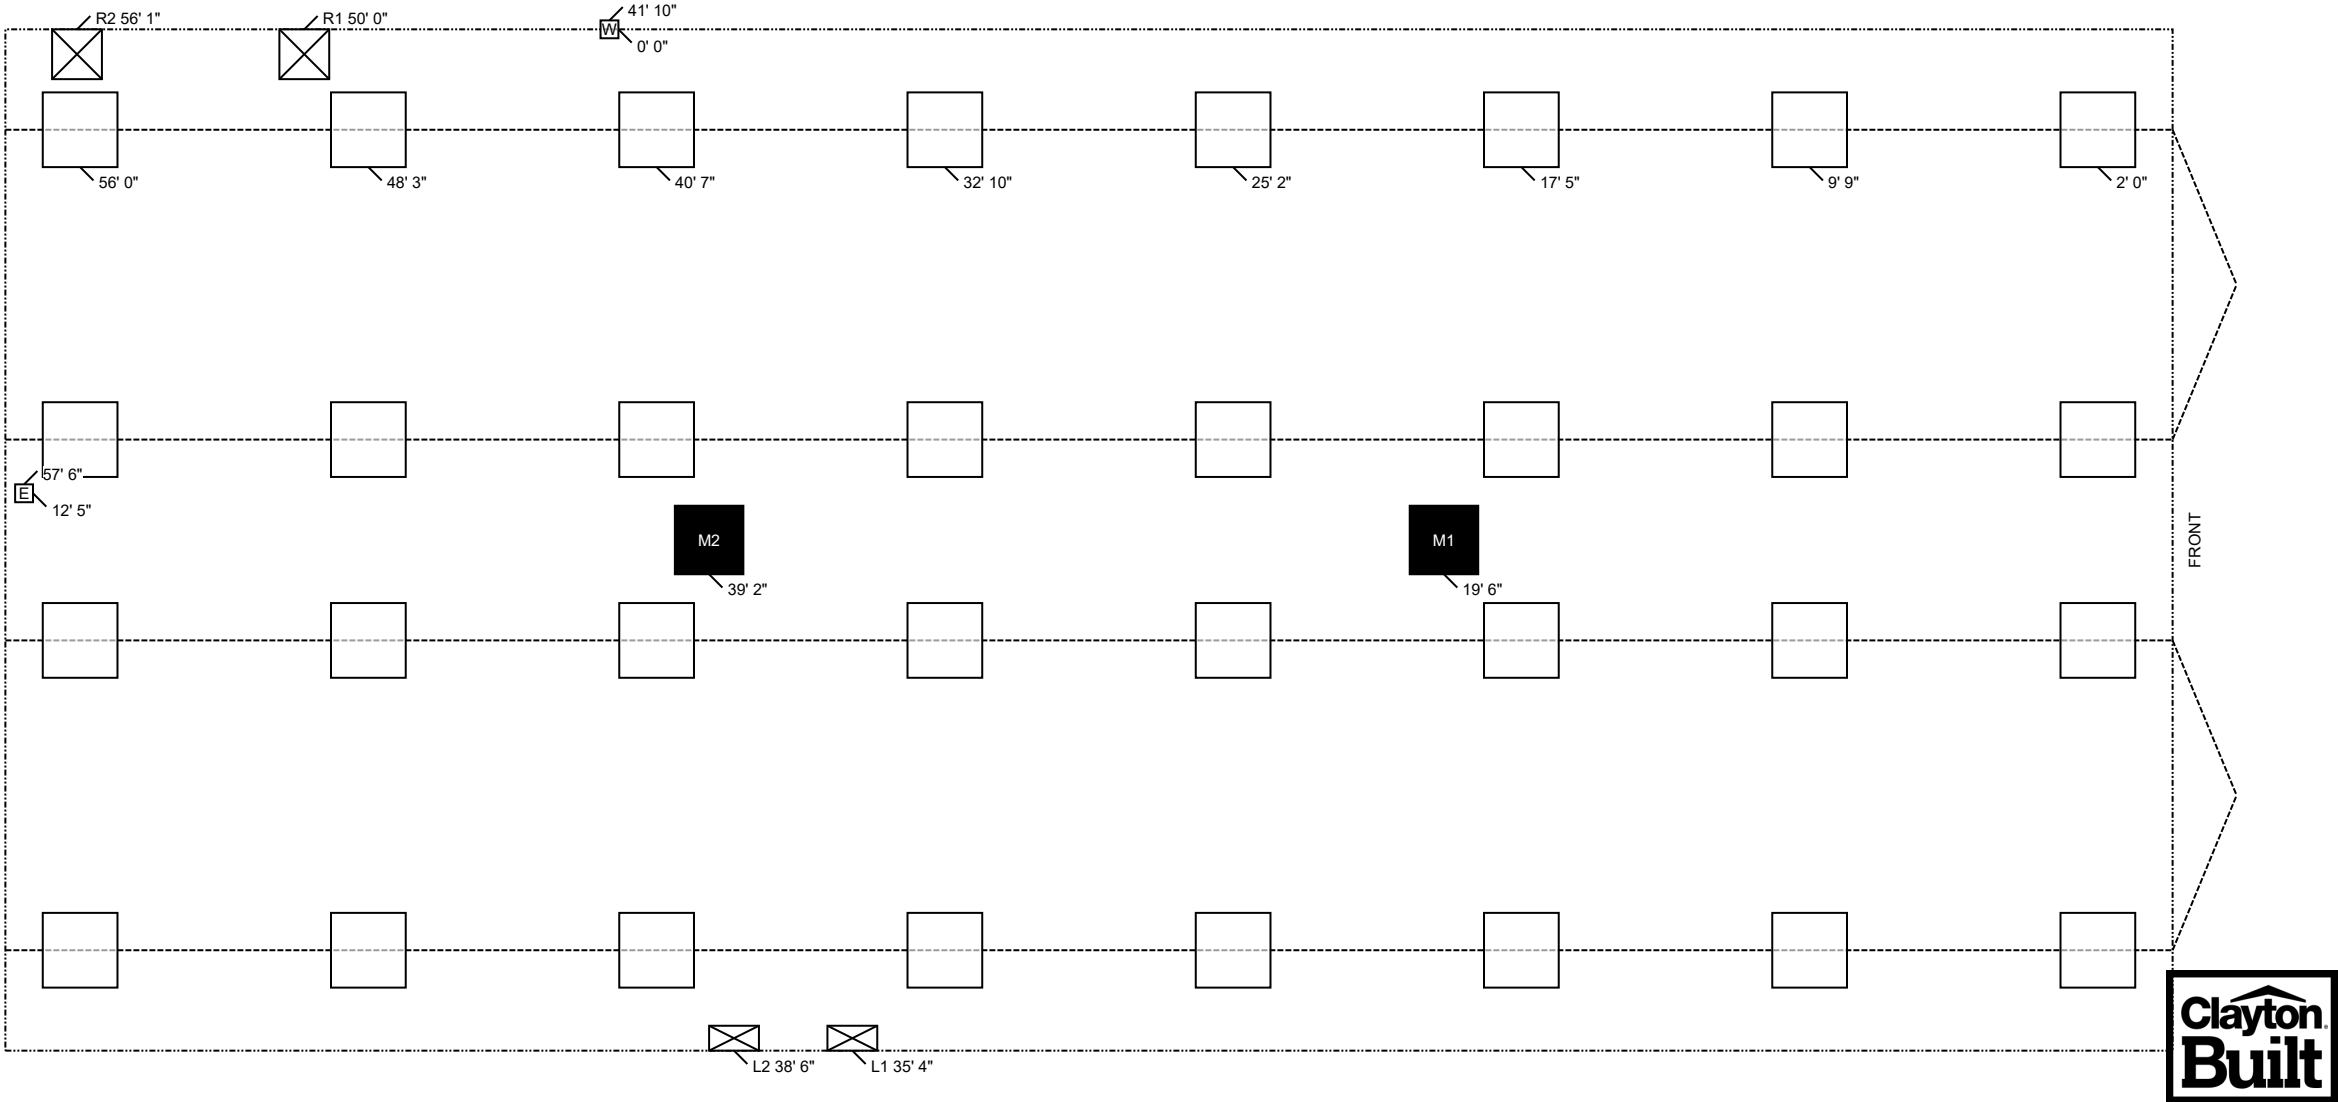 R2 56' 1"
R1 50' 0"
41' 10"
W
0' 0"
56' 0"
48' 3"
40' 7"
32' 10"
25' 2"
17' 5"
9' 9"
2' 0"
57' 6"
E
12' 5"
M2
M1
FRONT
39' 2"
19' 6"
L2 38' 6"
L1 35' 4"
Clayton
Built